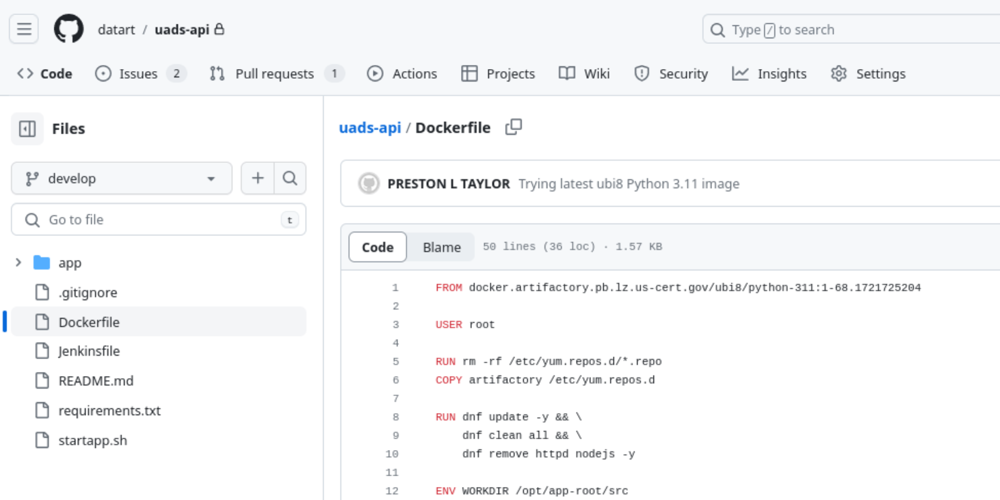 datart / uads-api
Type / to search
Code Issues 2 Pull requests 1 Actions Projects Wiki Security Insights Settings
Files
develop
Go to file t
app
.gitignore
Dockerfile
Jenkinsfile
README.md
requirements.txt
startapp.sh
uads-api / Dockerfile
PRESTON L TAYLOR Trying latest ubi8 Python 3.11 image
Code Blame 50 lines (36 loc) · 1.57 KB
1 FROM docker.artifactory.pb.lz.us-cert.gov/ubi8/python-311:1-68.1721725204
2
3 USER root
4
5 RUN rm -rf /etc/yum.repos.d/*.repo
6 COPY artifactory /etc/yum.repos.d
7
8 RUN dnf update -y && \
9 dnf clean all && \
10 dnf remove httpd nodejs -y
11
12 ENV WORKDIR /opt/app-root/src